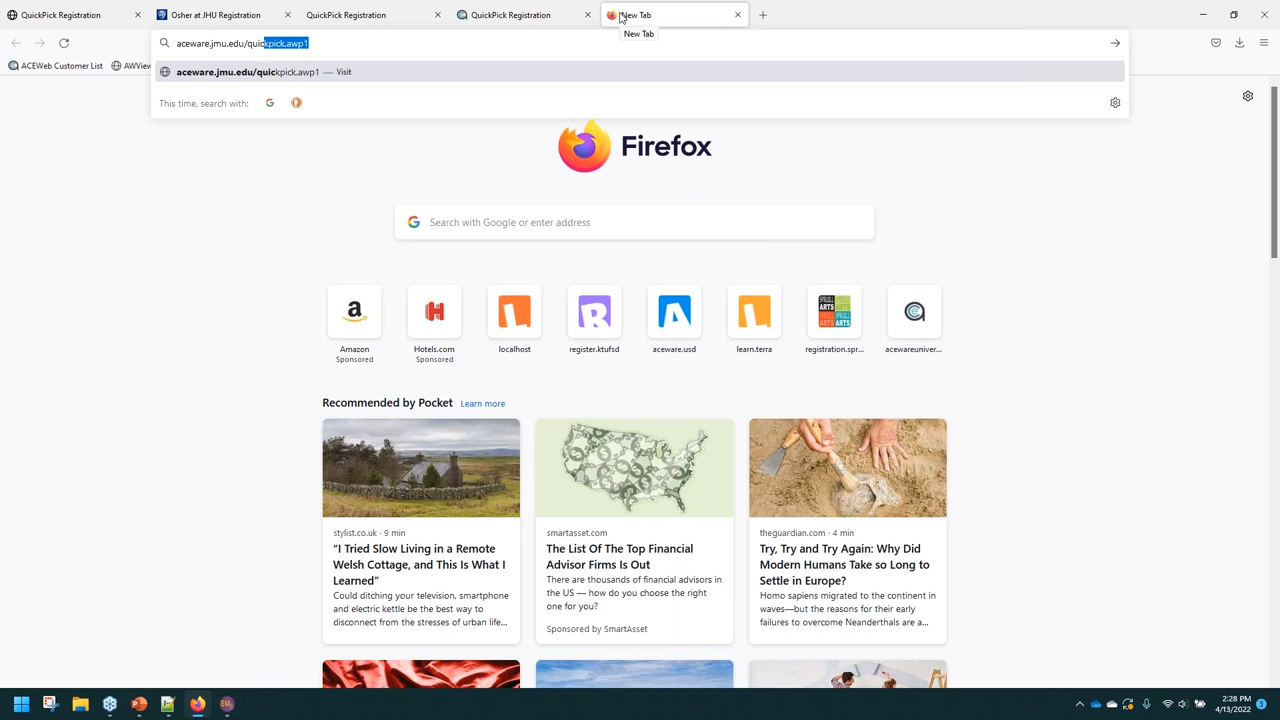 QuickPick Registration
Osher at JHU Registration
QuickPick Registration
QuickPick Registration
New Tab
New Tab
aceware.jmu.edu/quickpick.awp1
ACEWeb Customer List
AWView
aceware.jmu.edu/quickpick.awp1 — Visit
This time, search with:
Firefox
Search with Google or enter address
Amazon
Sponsored
Hotels.com
Sponsored
localhost
register.ktufsd
aceware.usd
learn.terra
registration.spr...
acewareuniver...
Recommended by Pocket
Learn more
stylist.co.uk · 9 min
“I Tried Slow Living in a Remote
Welsh Cottage, and This Is What I
Learned”
Could ditching your television, smartphone
and electric kettle be the best way to
disconnect from the stresses of urban life...
smartasset.com
The List Of The Top Financial
Advisor Firms Is Out
There are thousands of financial advisors in
the US — how do you choose the right
one for you?
Sponsored by SmartAsset
theguardian.com · 4 min
Try, Try and Try Again: Why Did
Modern Humans Take so Long to
Settle in Europe?
Homo sapiens migrated to the continent in
waves—but the reasons for their early
failures to overcome Neanderthals are a...
2:28 PM
4/13/2022